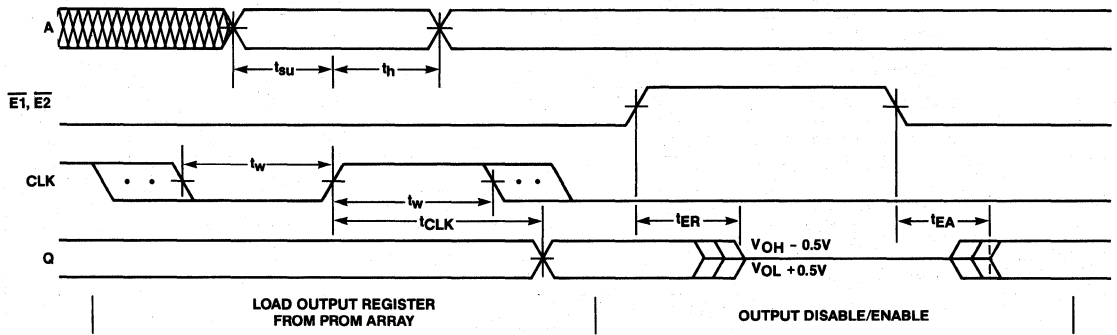 A
tsu
th
E1, E2
CLK
tw
tw
tCLK
tER
tEA
Q
VOH – 0.5V
VOL + 0.5V
LOAD OUTPUT REGISTER
FROM PROM ARRAY
OUTPUT DISABLE/ENABLE